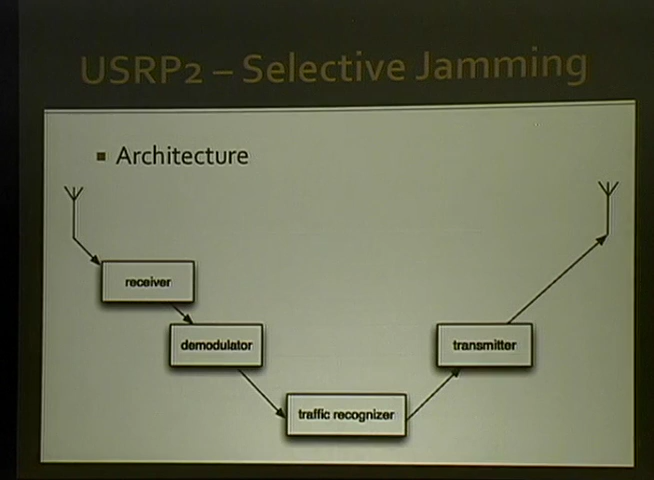 USRP2 – Selective Jamming
Architecture
receiver
demodulator
transmitter
traffic recognizer